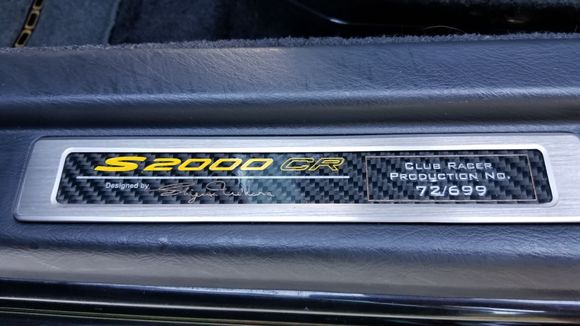 S2000 CR
Designed by
CLUB RACER
PRODUCTION NO.
72/699